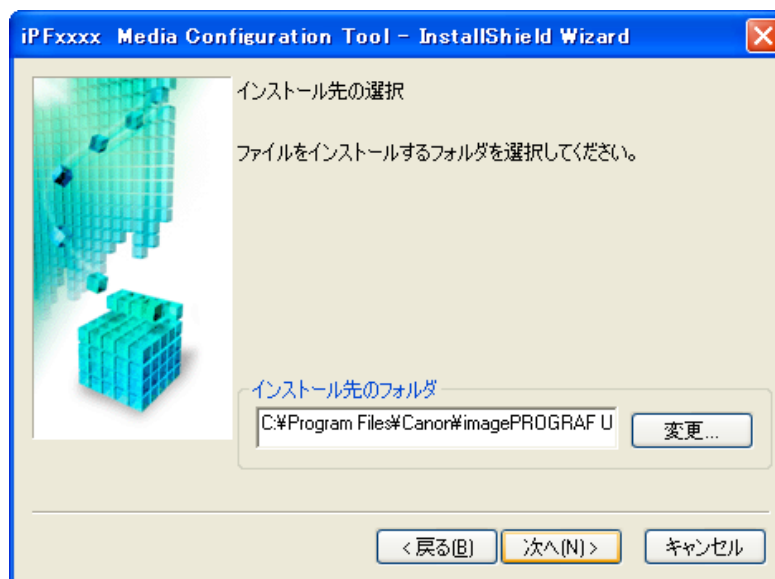 iPFxxxx Media Configuration Tool - InstallShield Wizard
インストール先の選択
ファイルをインストールするフォルダを選択してください。
インストール先のフォルダ
C:¥Program Files¥Canon¥imagePROGRAF U
変更...
< 戻る(B)
次へ(N) >
キャンセル